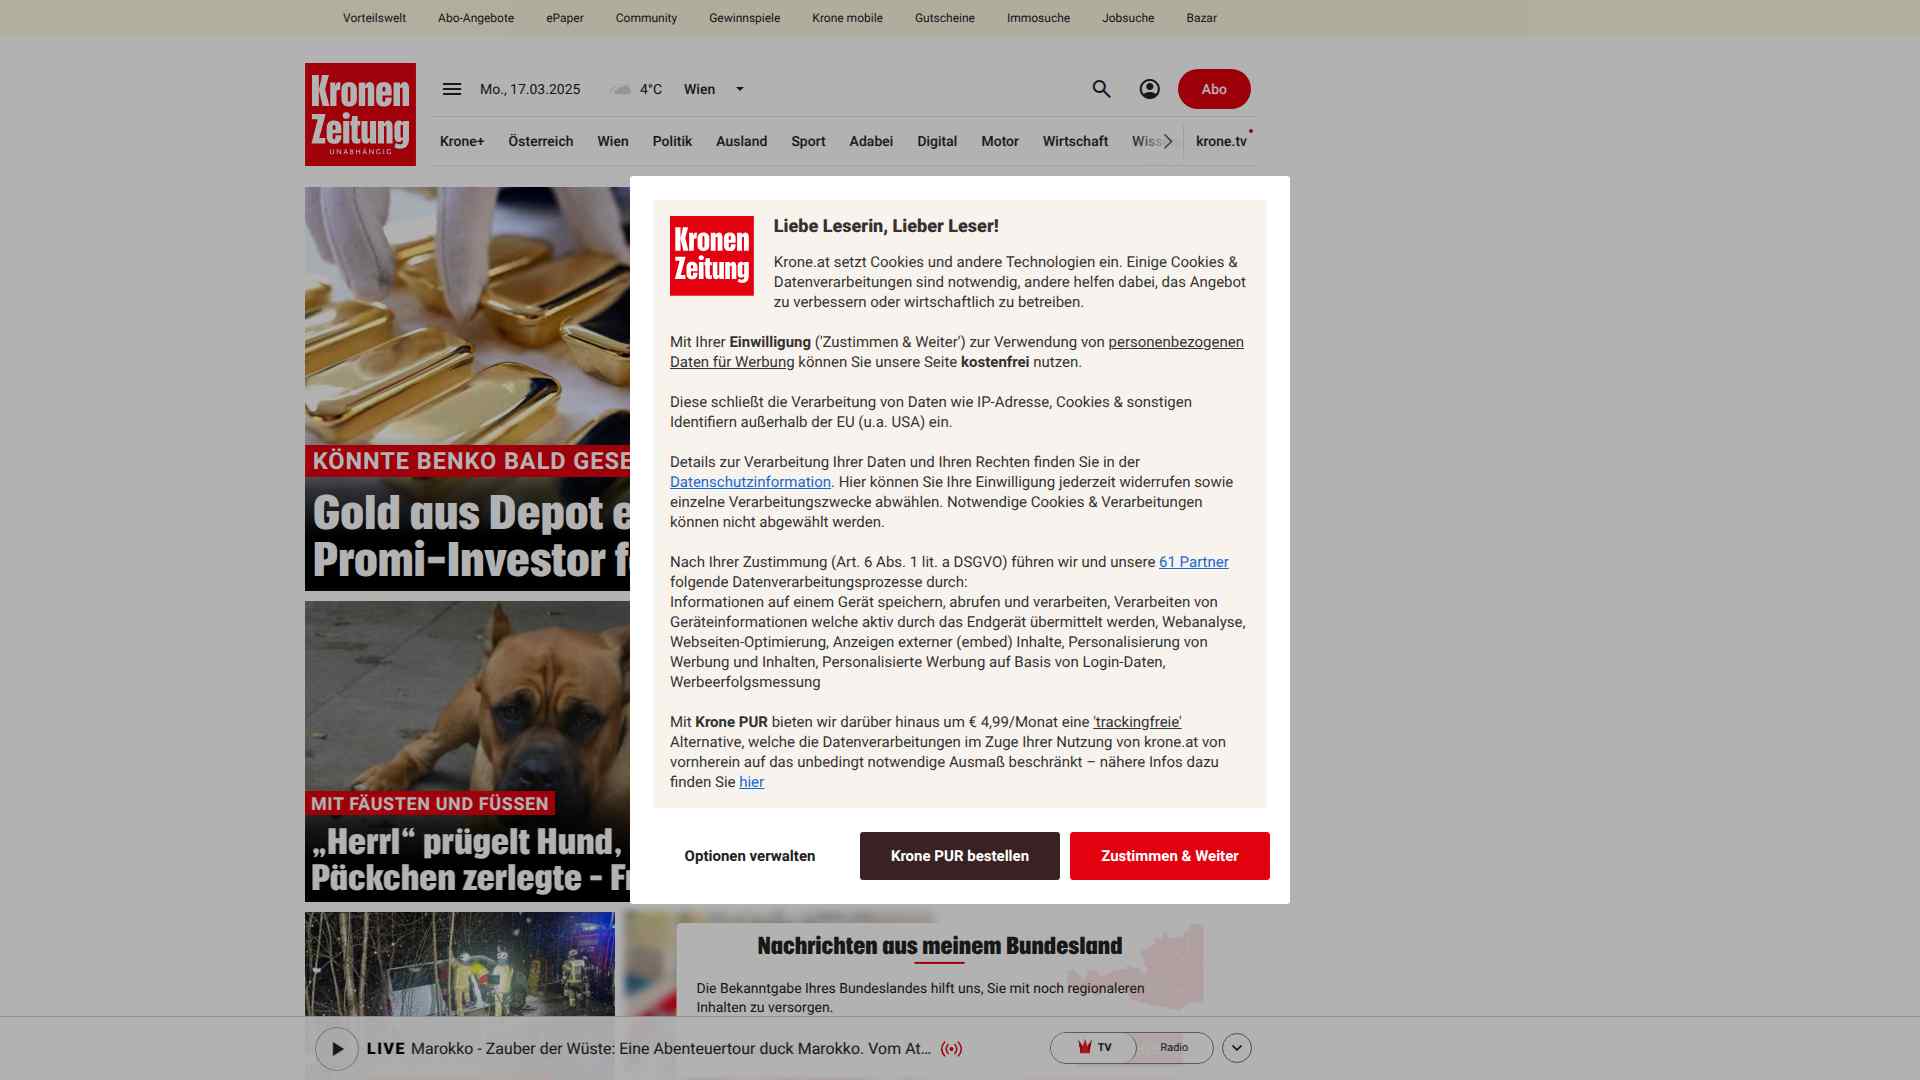 Vorteilswelt Abo-Angebote ePaper Community Gewinnspiele Krone mobile Gutscheine Immosuche Jobsuche Bazar
Kronen
Zeitung
UNABHÄNGIG
Mo., 17.03.2025 4°C Wien
Abo
Krone+ Österreich Wien Politik Ausland Sport Adabei Digital Motor Wirtschaft Wiss krone.tv
KÖNNTE BENKO BALD GESE
Gold aus Depot e
Promi-Investor f
MIT FÄUSTEN UND FÜSSEN
„Herrl“ prügelt Hund,
Päckchen zerlegte - Fr
Kronen
Zeitung
Liebe Leserin, Lieber Leser!
Krone.at setzt Cookies und andere Technologien ein. Einige Cookies &
Datenverarbeitungen sind notwendig, andere helfen dabei, das Angebot
zu verbessern oder wirtschaftlich zu betreiben.
Mit Ihrer Einwilligung ('Zustimmen & Weiter') zur Verwendung von personenbezogenen
Daten für Werbung können Sie unsere Seite kostenfrei nutzen.
Diese schließt die Verarbeitung von Daten wie IP-Adresse, Cookies & sonstigen
Identifiern außerhalb der EU (u.a. USA) ein.
Details zur Verarbeitung Ihrer Daten und Ihren Rechten finden Sie in der
Datenschutzinformation. Hier können Sie Ihre Einwilligung jederzeit widerrufen sowie
einzelne Verarbeitungszwecke abwählen. Notwendige Cookies & Verarbeitungen
können nicht abgewählt werden.
Nach Ihrer Zustimmung (Art. 6 Abs. 1 lit. a DSGVO) führen wir und unsere 61 Partner
folgende Datenverarbeitungsprozesse durch:
Informationen auf einem Gerät speichern, abrufen und verarbeiten, Verarbeiten von
Geräteinformationen welche aktiv durch das Endgerät übermittelt werden, Webanalyse,
Webseiten-Optimierung, Anzeigen externer (embed) Inhalte, Personalisierung von
Werbung und Inhalten, Personalisierte Werbung auf Basis von Login-Daten,
Werbeerfolgsmessung
Mit Krone PUR bieten wir darüber hinaus um € 4,99/Monat eine 'trackingfreie'
Alternative, welche die Datenverarbeitungen im Zuge Ihrer Nutzung von krone.at von
vornherein auf das unbedingt notwendige Ausmaß beschränkt – nähere Infos dazu
finden Sie hier
Optionen verwalten Krone PUR bestellen Zustimmen & Weiter
Nachrichten aus meinem Bundesland
Die Bekanntgabe Ihres Bundeslandes hilft uns, Sie mit noch regionaleren
Inhalten zu versorgen.
LIVE Marokko - Zauber der Wüste: Eine Abenteuertour duck Marokko. Vom At...
TV Radio